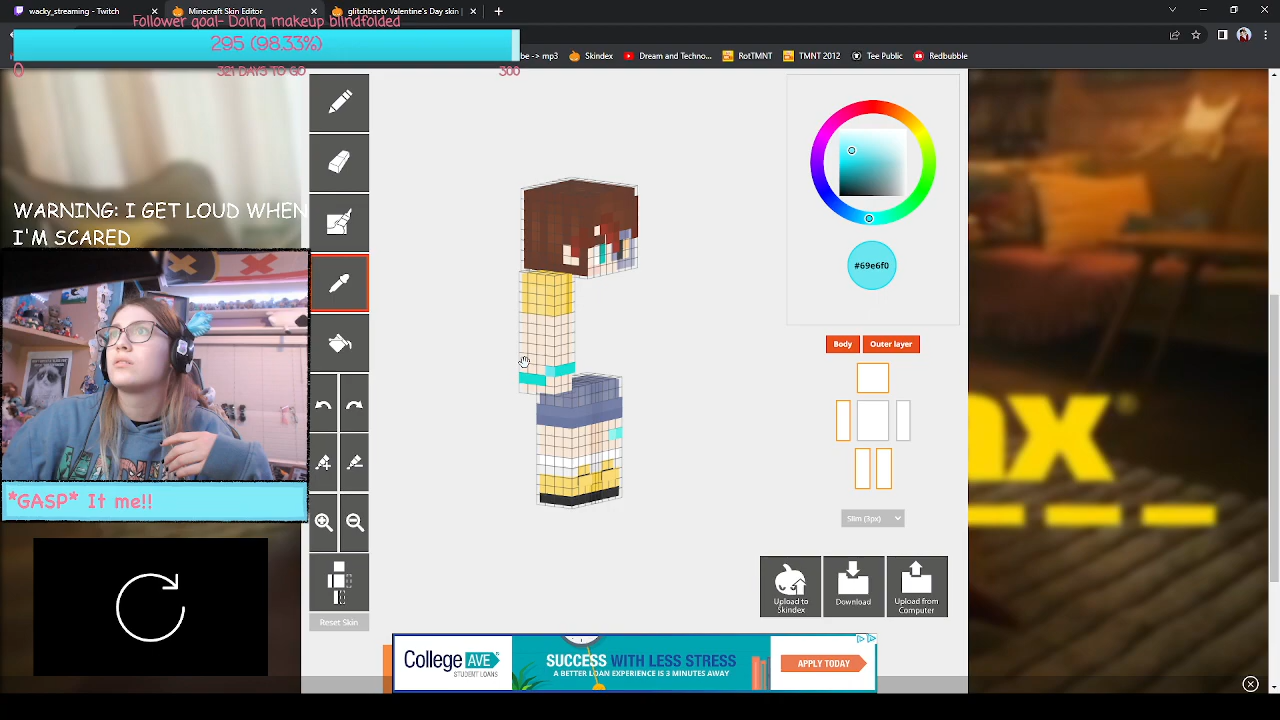 wacky_seaming - Twitch
Minecraft Skin Editor
glitchbeetv Valentine's Day skin
Follower goal- Doing makeup blindfolded
295 (98.33%)
0
321 DAYS TO GO
300
be -> mp3
Skindex
Dream and Techno...
RotTMNT
TMNT 2012
Tee Public
Redbubble
WARNING: I GET LOUD WHEN
I'M SCARED
*GASP* It me!!
Reset Skin
#69e6f0
Body
Outer layer
Slim (3px)
Upload to
Skindex
Download
Upload from
Computer
College AVE
STUDENT LOANS
SUCCESS WITH LESS STRESS
A BETTER LOAN EXPERIENCE IS 3 MINUTES AWAY
APPLY TODAY